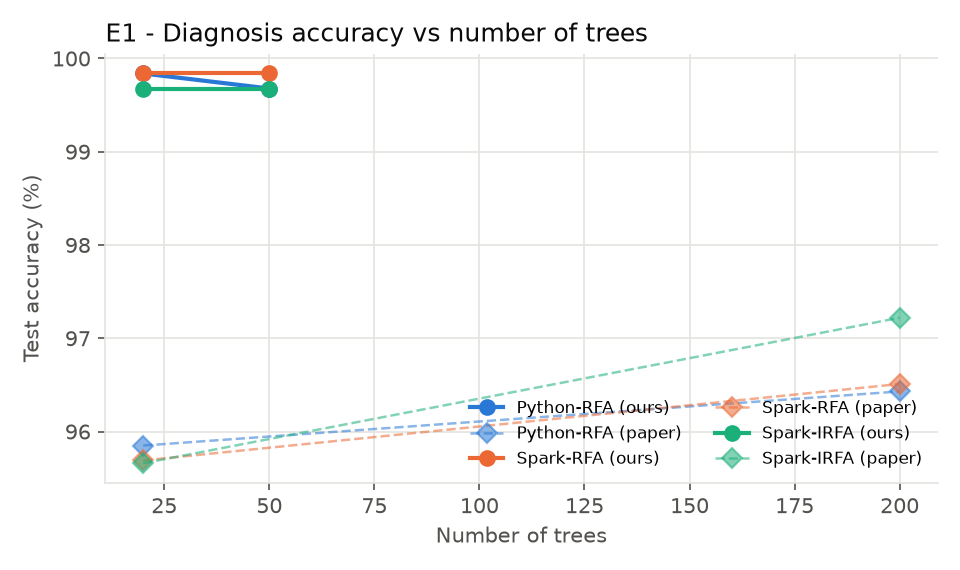 E1 - Diagnosis accuracy vs number of trees
100
99
98
97
96
Test accuracy (%)
25 50 75 100 125 150 175 200
Number of trees
Python-RFA (ours)
Python-RFA (paper)
Spark-RFA (ours)
Spark-RFA (paper)
Spark-IRFA (ours)
Spark-IRFA (paper)